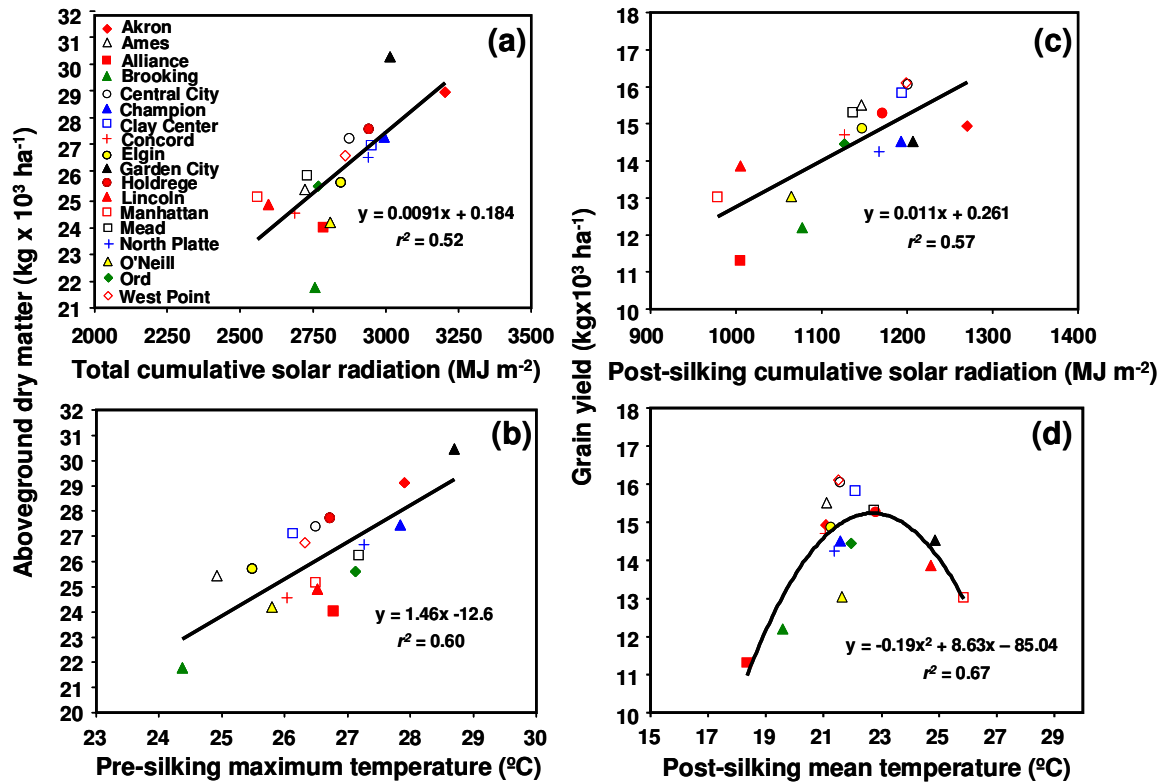 Aboveground dry matter (kg x 10³ ha⁻¹)
(a)
32
31
30
29
28
27
26
25
24
23
22
21
Akron
Ames
Alliance
Brooking
Central City
Champion
Clay Center
Concord
Elgin
Garden City
Holdrege
Lincoln
Manhattan
Mead
North Platte
O'Neill
Ord
West Point
y = 0.0091x + 0.184
r² = 0.52
2000 2250 2500 2750 3000 3250 3500
Total cumulative solar radiation (MJ m⁻²)
(b)
32
31
30
29
28
27
26
25
24
23
22
21
20
y = 1.46x -12.6
r² = 0.60
23 24 25 26 27 28 29 30
Pre-silking maximum temperature (ºC)
Grain yield (kgx10³ ha⁻¹)
(c)
18
17
16
15
14
13
12
11
10
y = 0.011x + 0.261
r² = 0.57
900 1000 1100 1200 1300 1400
Post-silking cumulative solar radiation (MJ m⁻²)
(d)
18
17
16
15
14
13
12
11
10
y = -0.19x² + 8.63x – 85.04
r² = 0.67
15 17 19 21 23 25 27 29
Post-silking mean temperature (ºC)